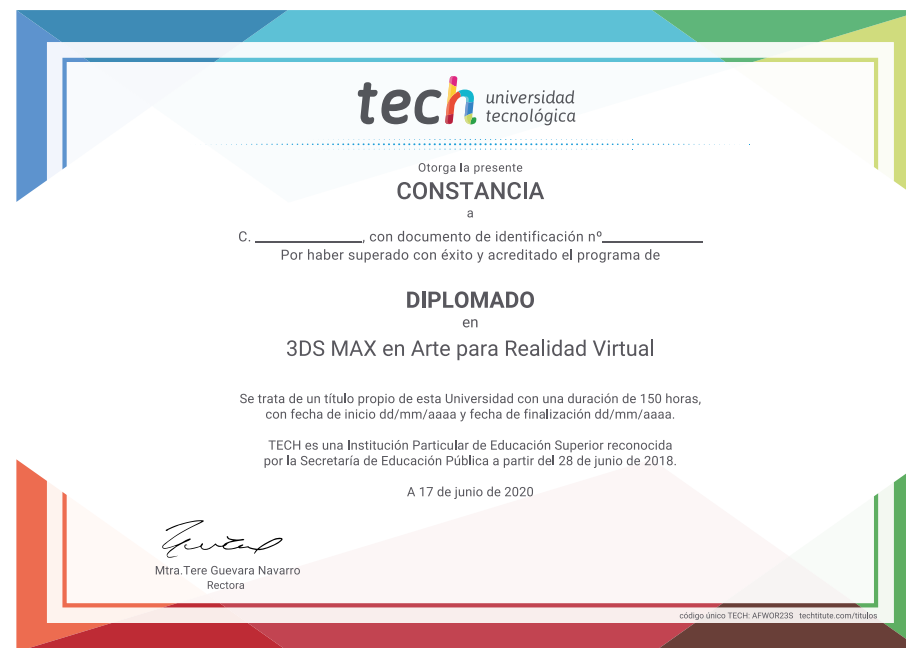 tech universidad
tecnológica
Otorga la presente
CONSTANCIA
a
C. ____________, con documento de identificación nº____________
Por haber superado con éxito y acreditado el programa de
DIPLOMADO
en
3DS MAX en Arte para Realidad Virtual
Se trata de un título propio de esta Universidad con una duración de 150 horas,
con fecha de inicio dd/mm/aaaa y fecha de finalización dd/mm/aaaa.
TECH es una Institución Particular de Educación Superior reconocida
por la Secretaría de Educación Pública a partir del 28 de junio de 2018.
A 17 de junio de 2020
Mtra.Tere Guevara Navarro
Rectora
código único TECH: AFWOR23S techtitute.com/titulos